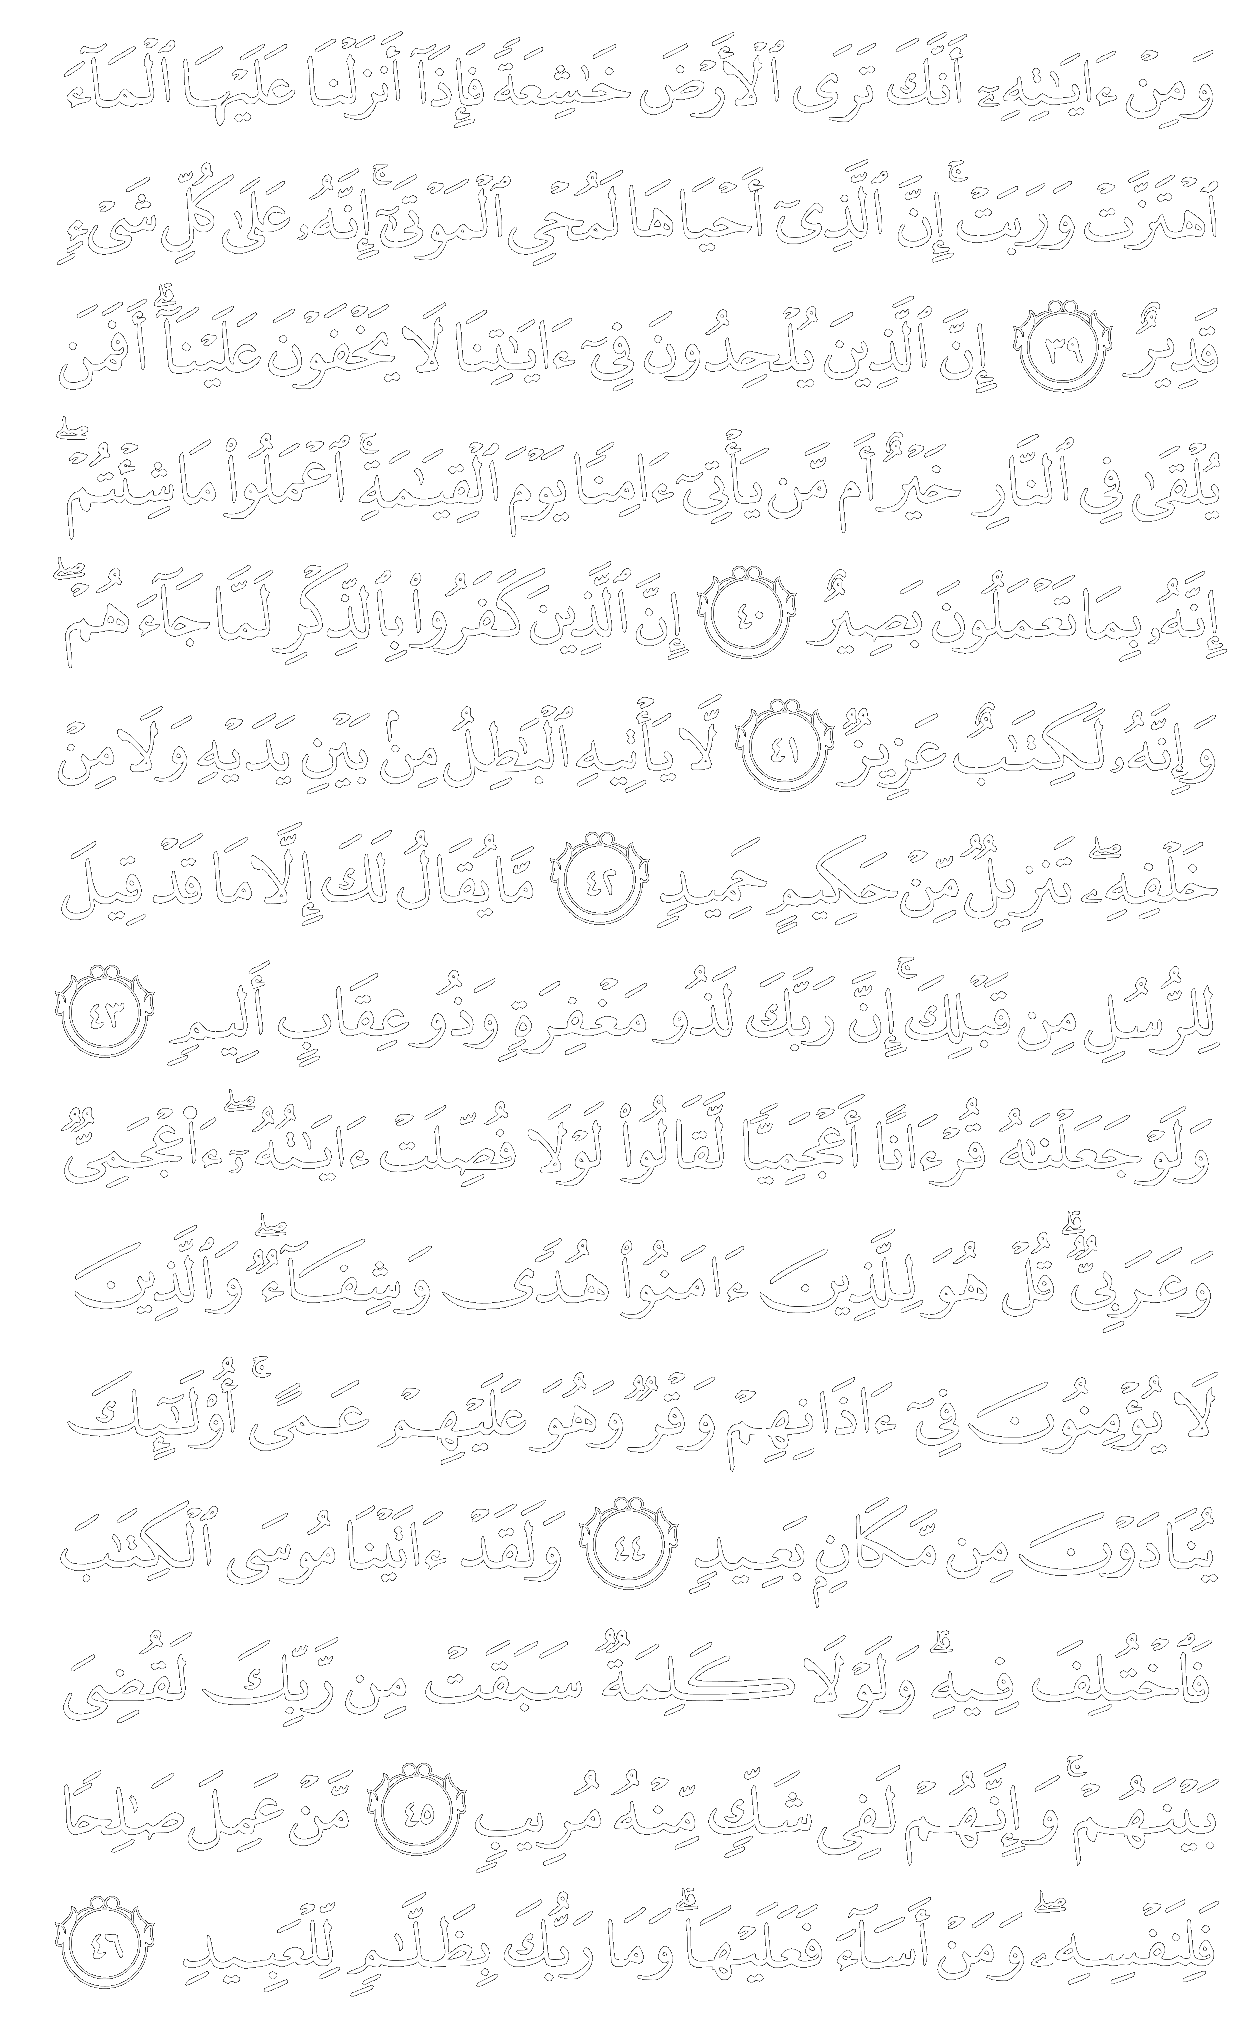 وَمِنْ ءَايَـٰتِهِۦٓ أَنَّكَ تَرَى ٱلْأَرْضَ خَـٰشِعَةً فَإِذَآ أَنزَلْنَا عَلَيْهَا ٱلْمَآءَ
ٱهْتَزَّتْ وَرَبَتْ ۚ إِنَّ ٱلَّذِىٓ أَحْيَاهَا لَمُحْىِ ٱلْمَوْتَىٰٓ ۚ إِنَّهُۥ عَلَىٰ كُلِّ شَىْءٍ
قَدِيرٌ ٣٩ إِنَّ ٱلَّذِينَ يُلْحِدُونَ فِىٓ ءَايَـٰتِنَا لَا يَخْفَوْنَ عَلَيْنَآ ۗ أَفَمَن
يُلْقَىٰ فِى ٱلنَّارِ خَيْرٌ أَم مَّن يَأْتِىٓ ءَامِنًا يَوْمَ ٱلْقِيَـٰمَةِ ۚ ٱعْمَلُوا۟ مَا شِئْتُمْ ۖ
إِنَّهُۥ بِمَا تَعْمَلُونَ بَصِيرٌ ٤٠ إِنَّ ٱلَّذِينَ كَفَرُوا۟ بِٱلذِّكْرِ لَمَّا جَآءَهُمْ ۖ
وَإِنَّهُۥ لَكِتَـٰبٌ عَزِيزٌ ٤١ لَّا يَأْتِيهِ ٱلْبَـٰطِلُ مِنۢ بَيْنِ يَدَيْهِ وَلَا مِنْ
خَلْفِهِۦ ۖ تَنزِيلٌ مِّنْ حَكِيمٍ حَمِيدٍ ٤٢ مَّا يُقَالُ لَكَ إِلَّا مَا قَدْ قِيلَ
لِلرُّسُلِ مِن قَبْلِكَ ۚ إِنَّ رَبَّكَ لَذُو مَغْفِرَةٍ وَذُو عِقَابٍ أَلِيمٍ ٤٣
وَلَوْ جَعَلْنَـٰهُ قُرْءَانًا أَعْجَمِيًّا لَّقَالُوا۟ لَوْلَا فُصِّلَتْ ءَايَـٰتُهُۥٓ ۖ ءَا۬عْجَمِىٌّ
وَعَرَبِىٌّ ۗ قُلْ هُوَ لِلَّذِينَ ءَامَنُوا۟ هُدًى وَشِفَآءٌ ۖ وَٱلَّذِينَ
لَا يُؤْمِنُونَ فِىٓ ءَاذَانِهِمْ وَقْرٌ وَهُوَ عَلَيْهِمْ عَمًى ۚ أُو۟لَـٰٓئِكَ
يُنَادَوْنَ مِن مَّكَانٍۭ بَعِيدٍ ٤٤ وَلَقَدْ ءَاتَيْنَا مُوسَى ٱلْكِتَـٰبَ
فَٱخْتُلِفَ فِيهِ ۗ وَلَوْلَا كَلِمَةٌ سَبَقَتْ مِن رَّبِّكَ لَقُضِىَ
بَيْنَهُمْ ۚ وَإِنَّهُمْ لَفِى شَكٍّ مِّنْهُ مُرِيبٍ ٤٥ مَّنْ عَمِلَ صَـٰلِحًا
فَلِنَفْسِهِۦ ۖ وَمَنْ أَسَآءَ فَعَلَيْهَا ۗ وَمَا رَبُّكَ بِظَلَّـٰمٍ لِّلْعَبِيدِ ٤٦